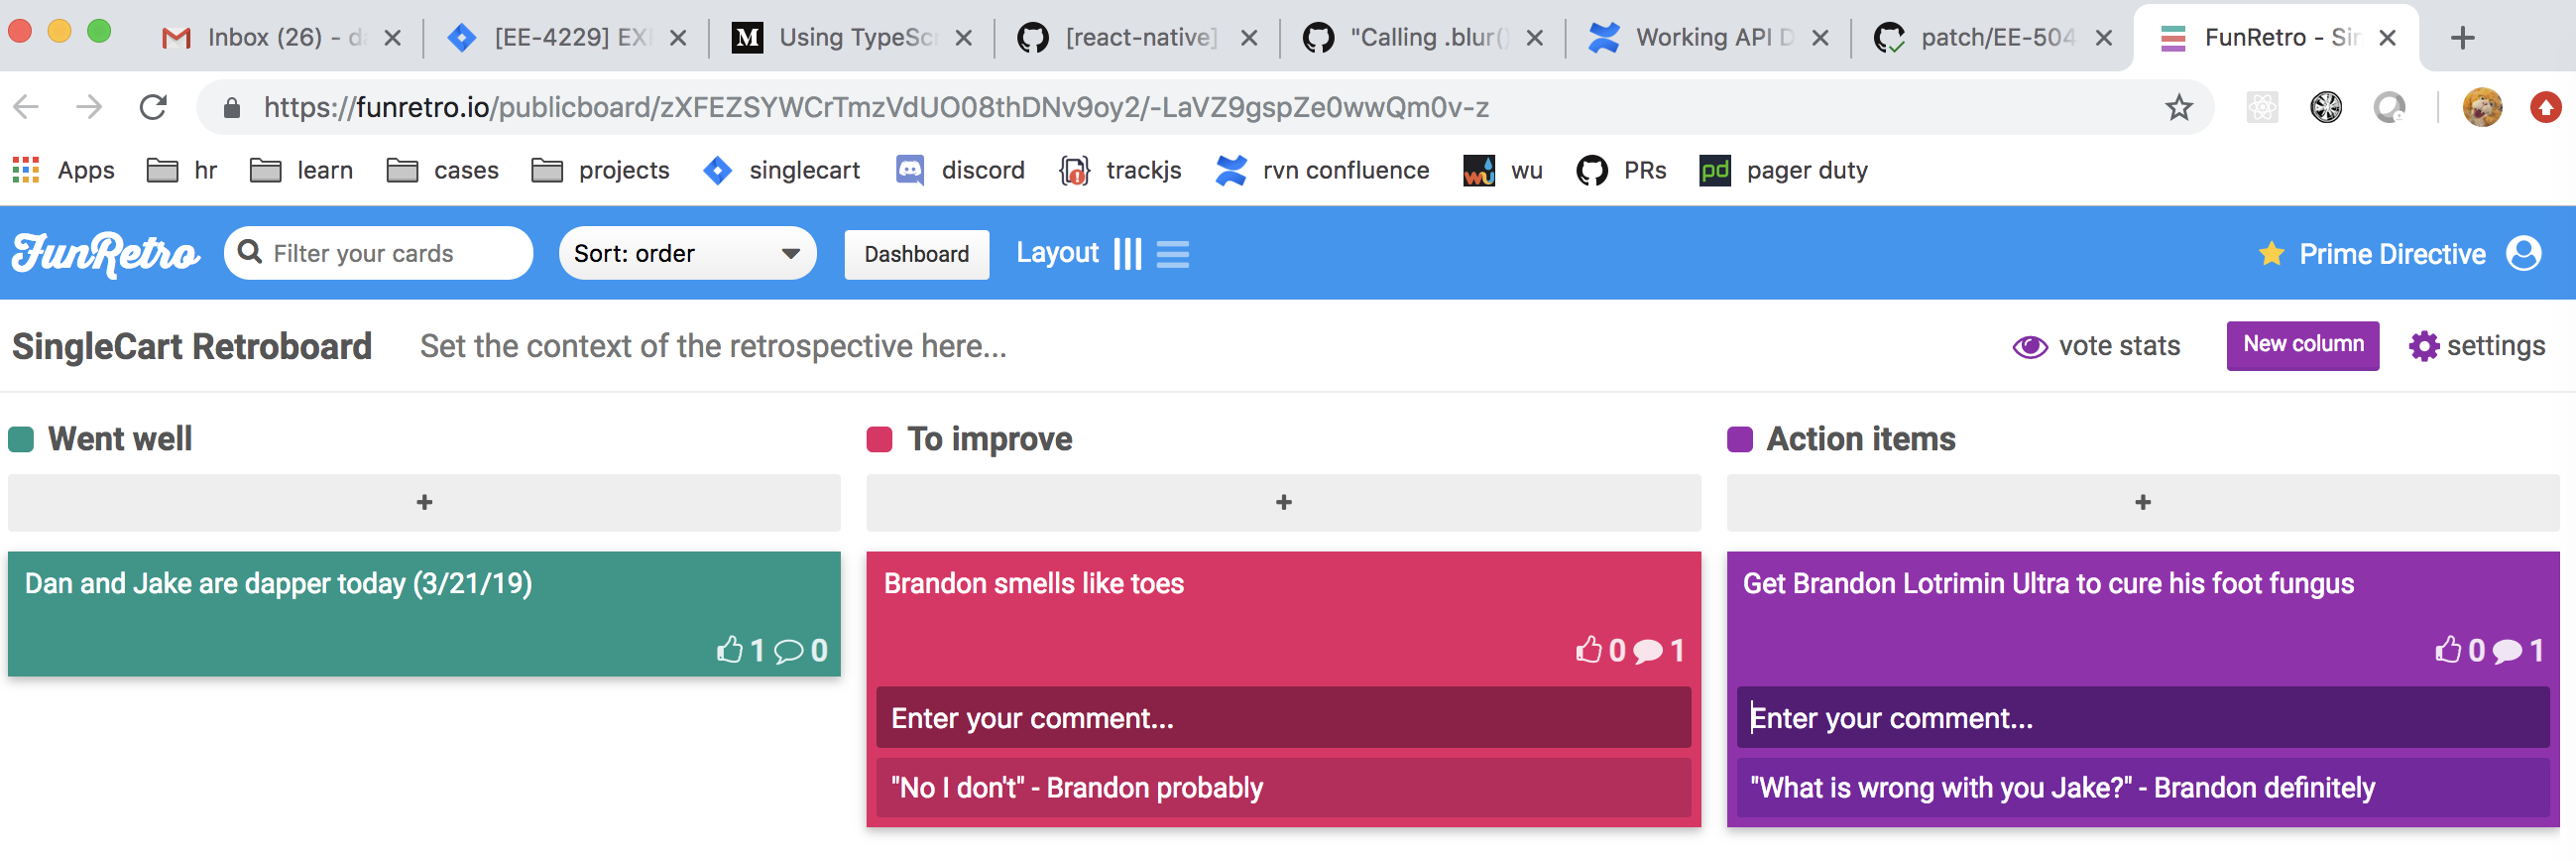 Inbox (26) - da
[EE-4229] EX
M Using TypeScr
[react-native]
"Calling .blur()
Working API D
patch/EE-504
FunRetro - Sin
https://funretro.io/publicboard/zXFEZSYWCrTmzVdUO08thDNv9oy2/-LaVZ9gspZe0wwQm0v-z
Apps hr learn cases projects singlecart discord trackjs rvn confluence wu PRs pd pager duty
FunRetro Filter your cards Sort: order Dashboard Layout Prime Directive
SingleCart Retroboard Set the context of the retrospective here... vote stats New column settings
Went well
+
Dan and Jake are dapper today (3/21/19)
1 0
To improve
+
Brandon smells like toes
0 1
Enter your comment...
"No I don't" - Brandon probably
Action items
+
Get Brandon Lotrimin Ultra to cure his foot fungus
0 1
Enter your comment...
"What is wrong with you Jake?" - Brandon definitely